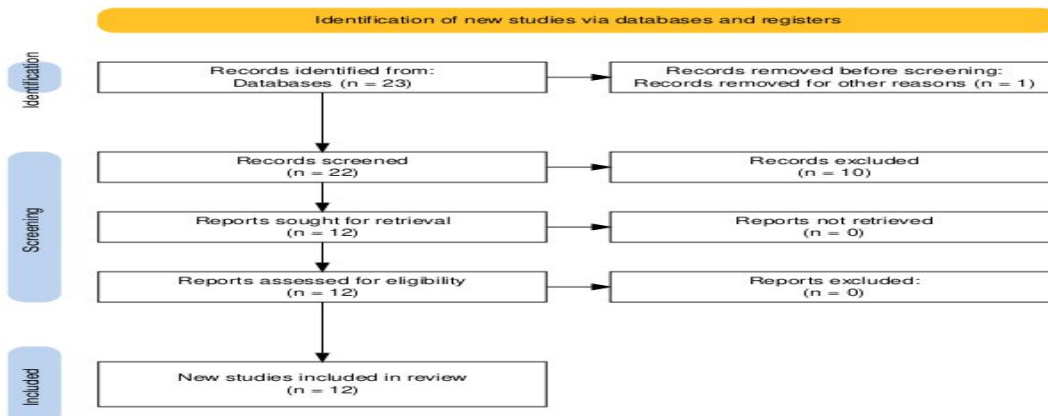 Identification of new studies via databases and registers
Identification
Records identified from:
Databases (n = 23)
Records removed before screening:
Records removed for other reasons (n = 1)
Screening
Records screened
(n = 22)
Records excluded
(n = 10)
Reports sought for retrieval
(n = 12)
Reports not retrieved
(n = 0)
Reports assessed for eligibility
(n = 12)
Reports excluded:
(n = 0)
Included
New studies included in review
(n = 12)